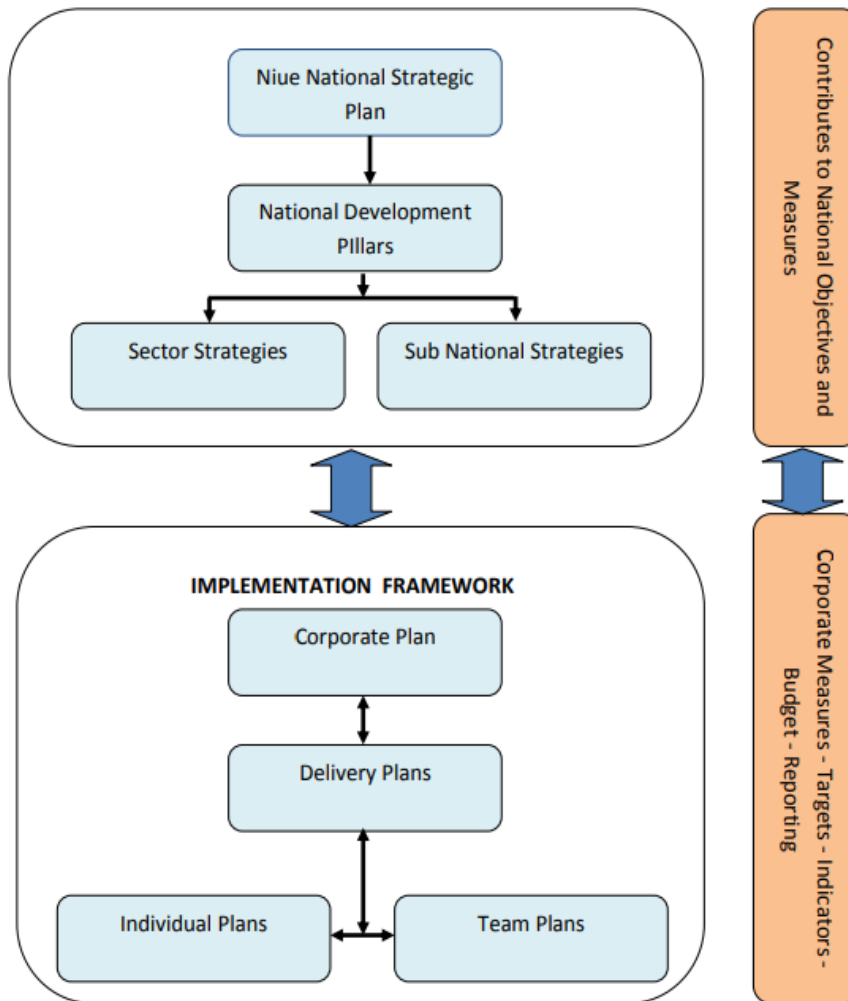 Niue National Strategic
Plan
National Development
PIllars
Sector Strategies
Sub National Strategies
Contributes to National Objectives and
Measures
IMPLEMENTATION FRAMEWORK
Corporate Plan
Delivery Plans
Individual Plans
Team Plans
Corporate Measures - Targets - Indicators -
Budget - Reporting